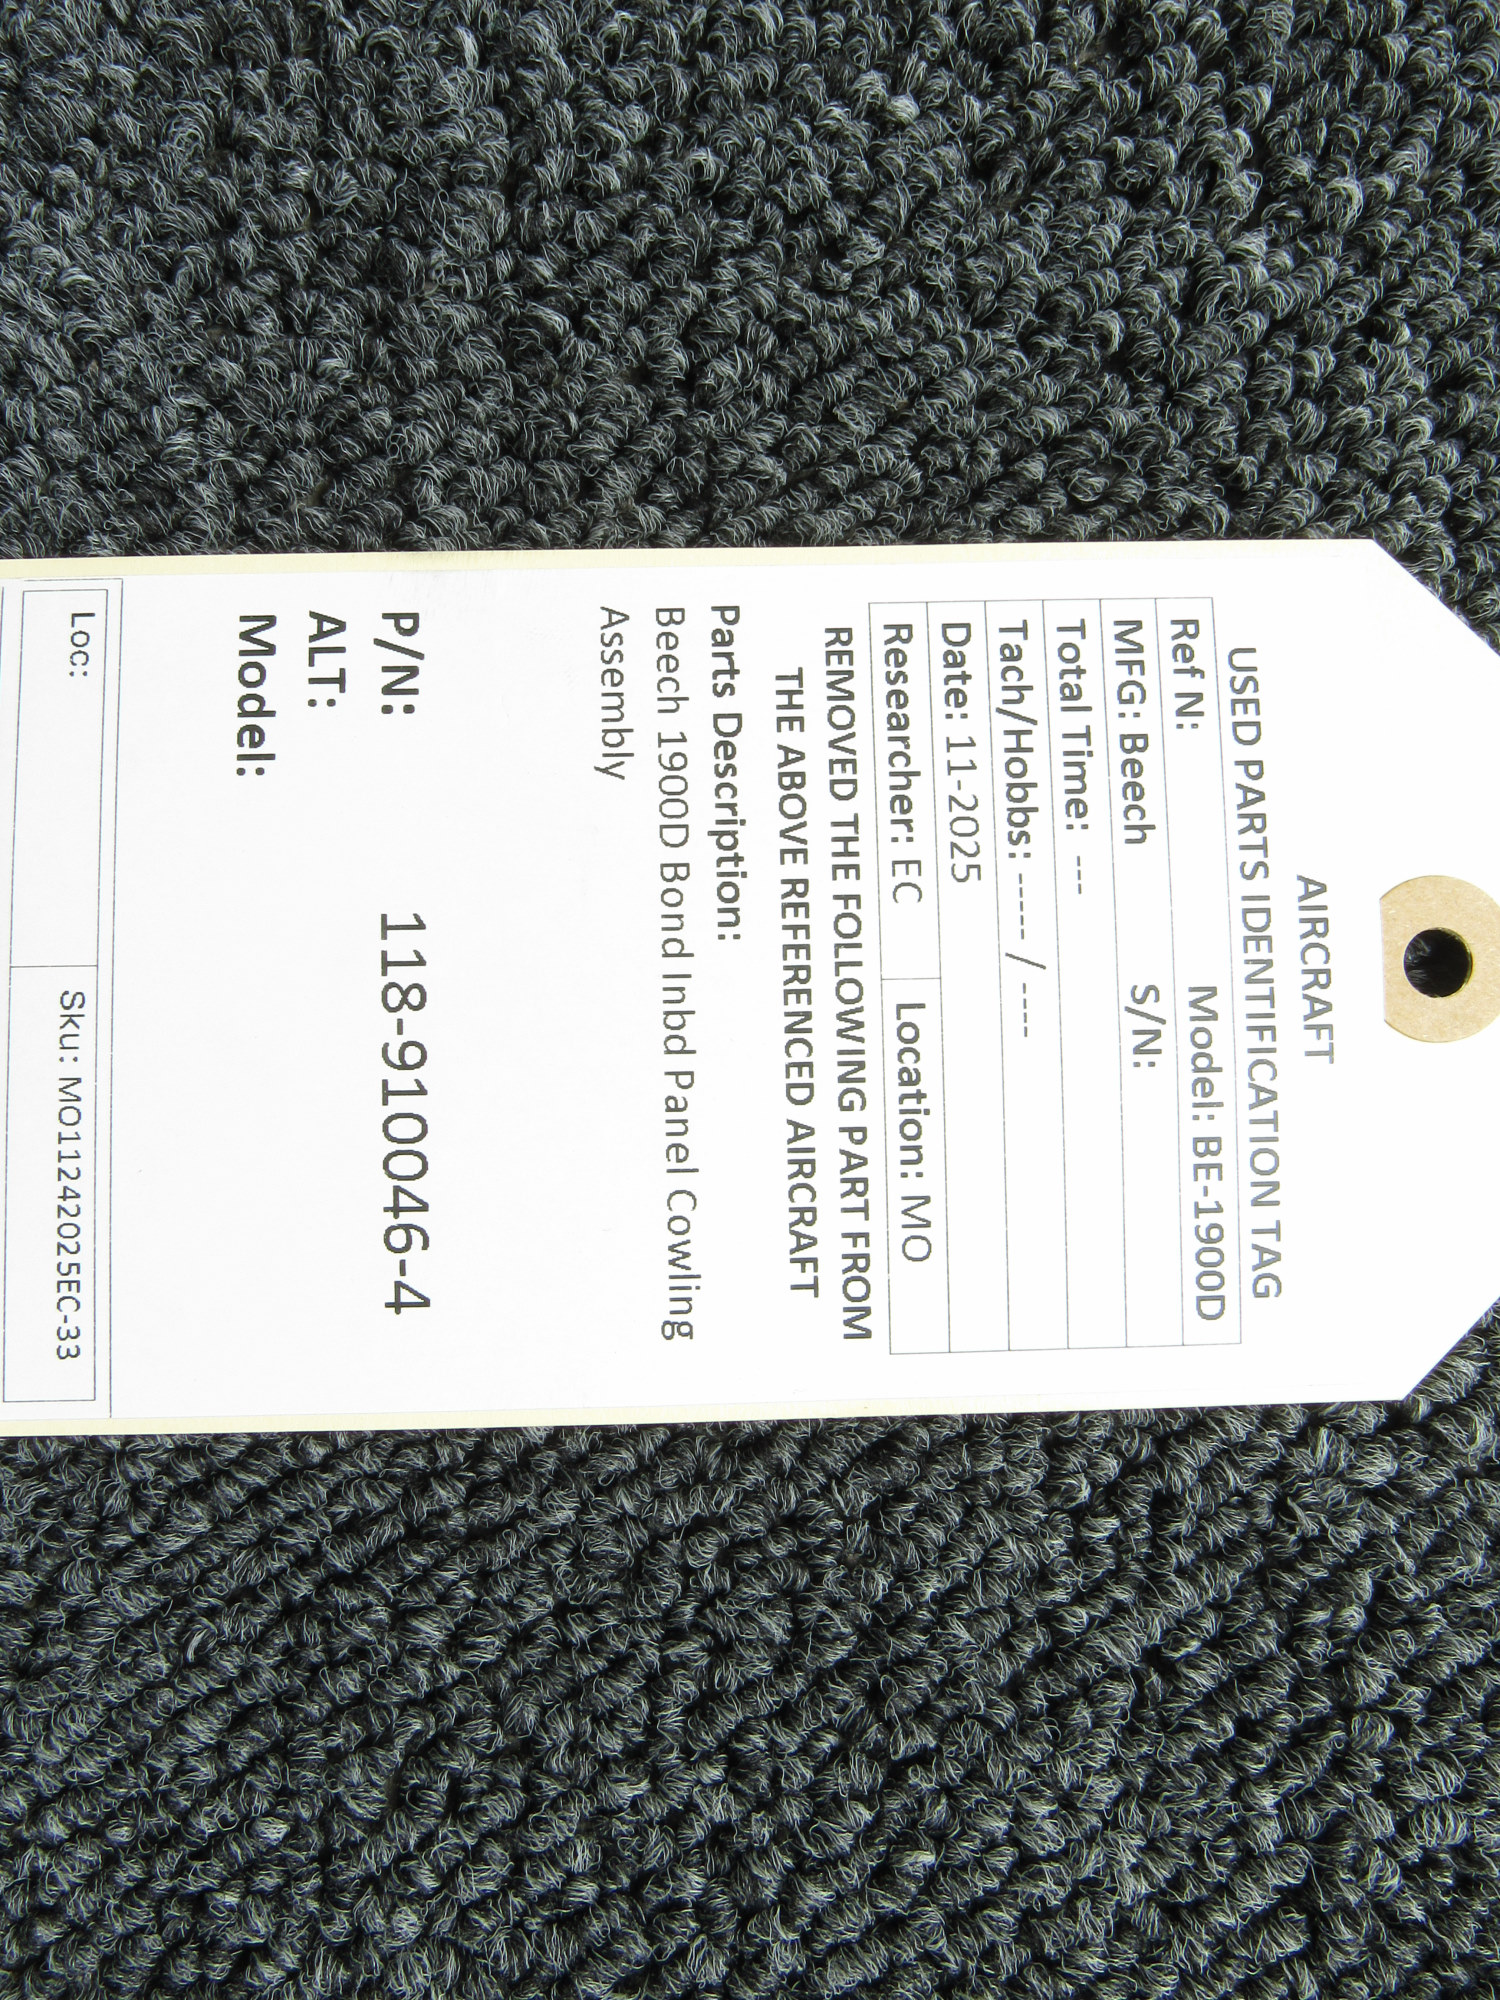 AIRCRAFT
USED PARTS IDENTIFICATION TAG
Ref N: Model: BE-1900D
MFG: Beech S/N:
Total Time: ---
Tach/Hobbs: ----- / ----
Date: 11-2025
Researcher: EC Location: MO
REMOVED THE FOLLOWING PART FROM
THE ABOVE REFERENCED AIRCRAFT
Parts Description:
Beech 1900D Bond Inbd Panel Cowling
Assembly
P/N: 118-910046-4
ALT:
Model:
Loc: Sku: MO11242025EC-33